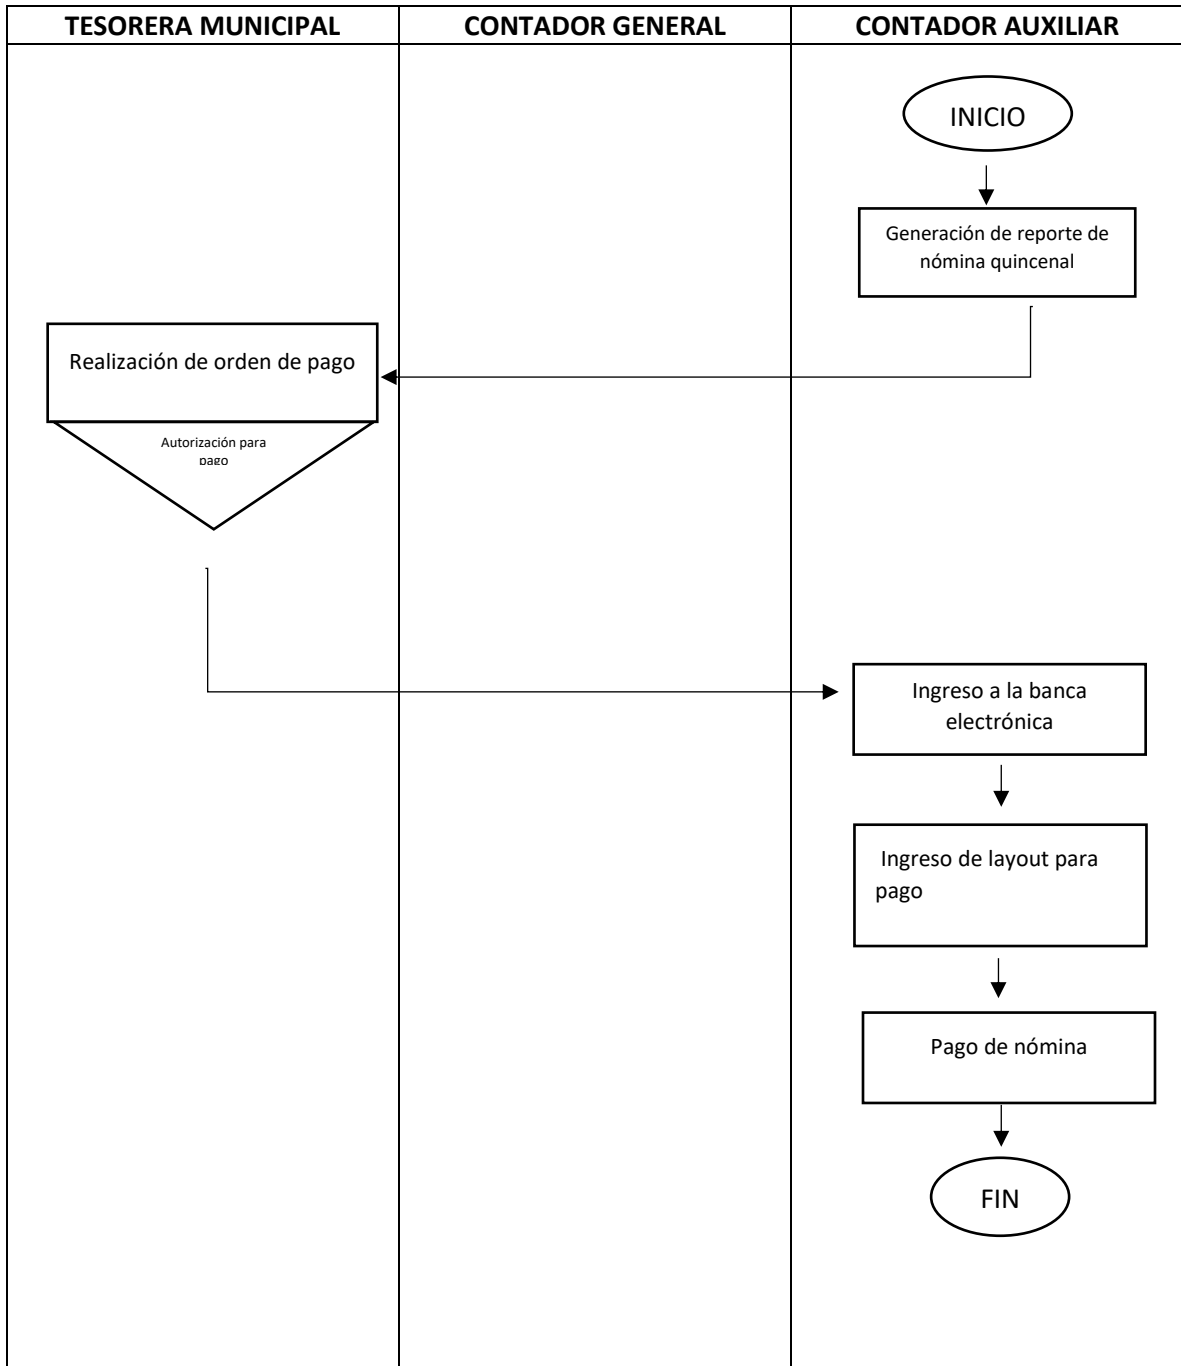 TESORERA MUNICIPAL
CONTADOR GENERAL
CONTADOR AUXILIAR
INICIO
Generación de reporte de
nómina quincenal
Realización de orden de pago
Autorización para
pago
Ingreso a la banca
electrónica
Ingreso de layout para
pago
Pago de nómina
FIN